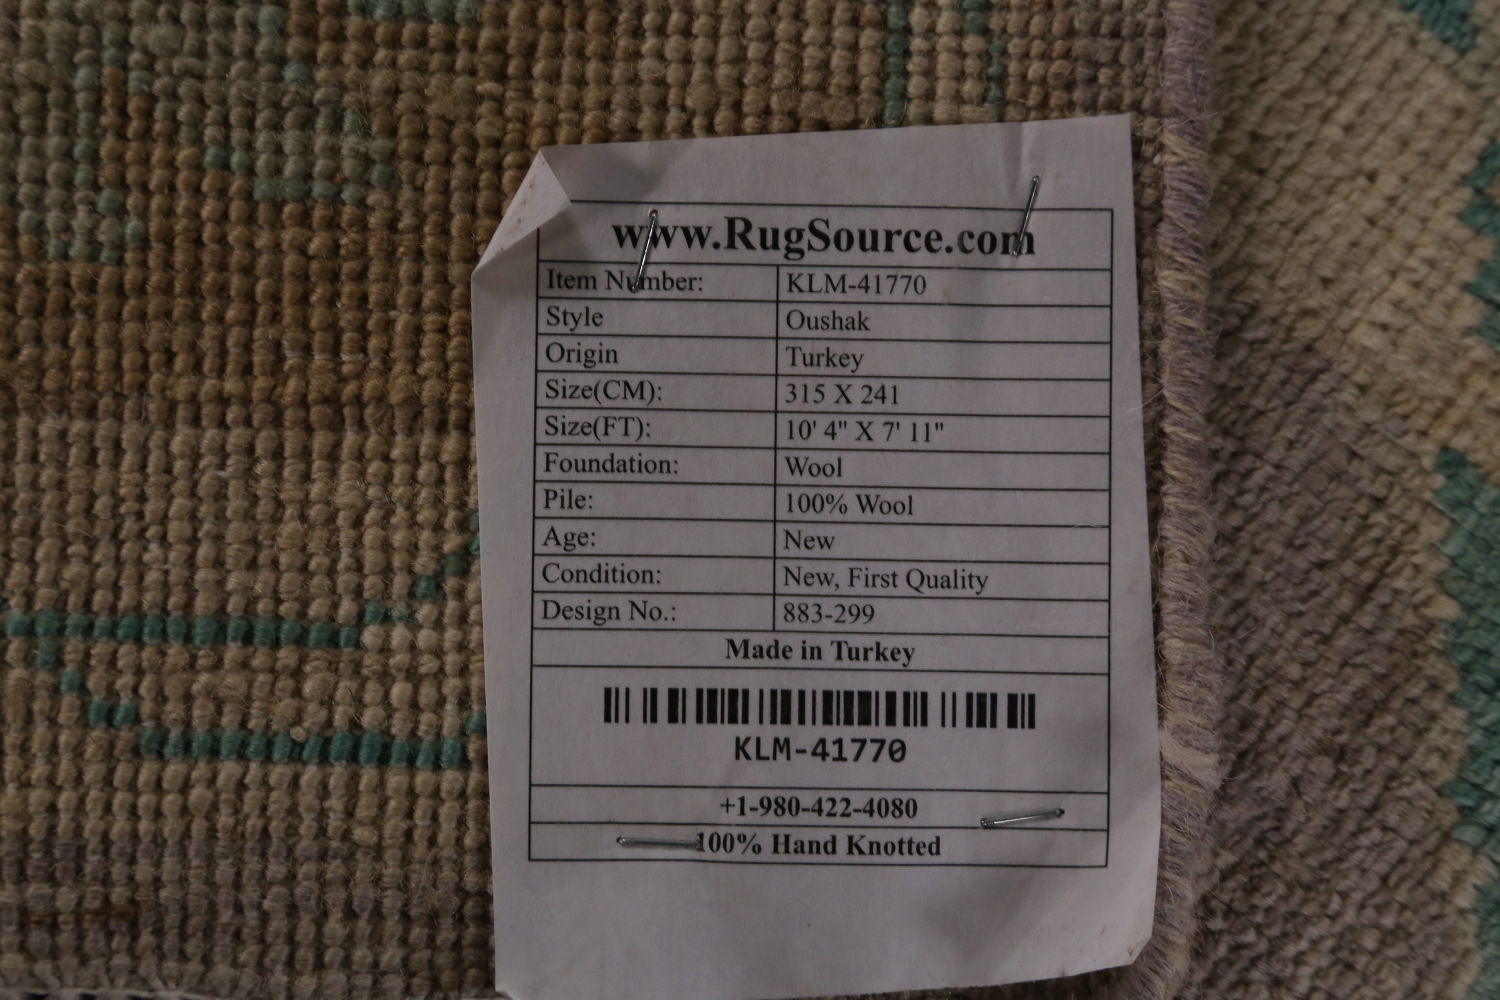 www.RugSource.com
Item Number: KLM-41770
Style Oushak
Origin Turkey
Size(CM): 315 X 241
Size(FT): 10' 4" X 7' 11"
Foundation: Wool
Pile: 100% Wool
Age: New
Condition: New, First Quality
Design No.: 883-299
Made in Turkey
KLM-41770
+1-980-422-4080
100% Hand Knotted